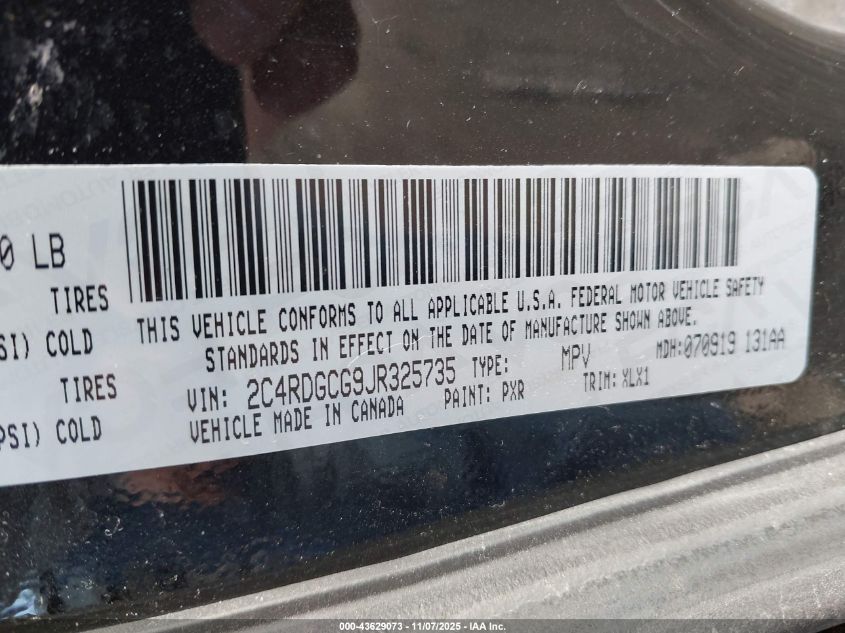 0 LB
TIRES
SI) COLD
TIRES
PSI) COLD
THIS VEHICLE CONFORMS TO ALL APPLICABLE U.S.A. FEDERAL MOTOR VEHICLE SAFETY
STANDARDS IN EFFECT ON THE DATE OF MANUFACTURE SHOWN ABOVE.
VIN: 2C4RDGCG9JR325735 TYPE: MPV MDH:070919 131AA
VEHICLE MADE IN CANADA PAINT: PXR TRIM: XLX1
000-43629073 - 11/07/2025 - IAA Inc.